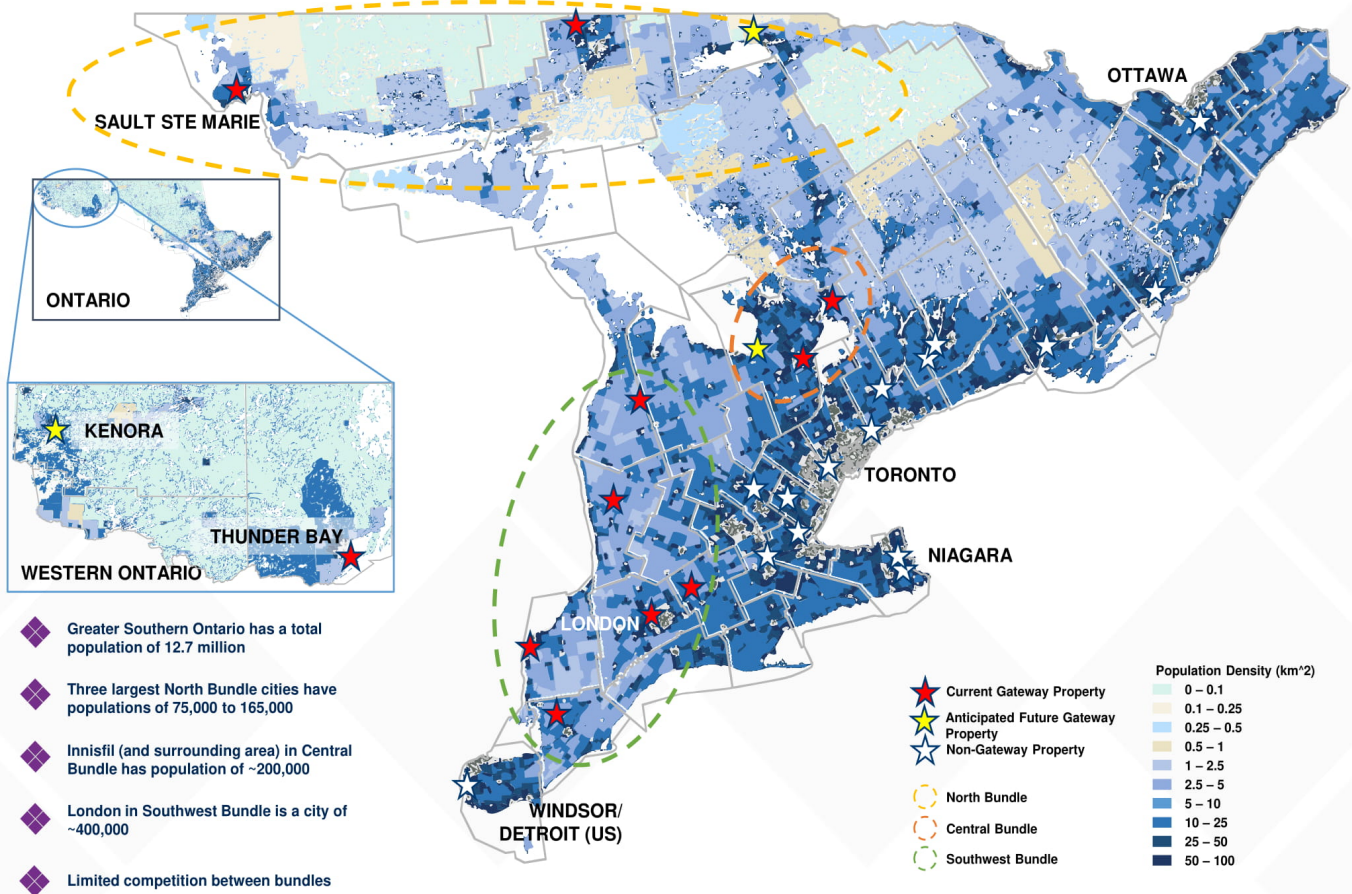 OTTAWA
SAULT STE MARIE
ONTARIO
KENORA
THUNDER BAY
WESTERN ONTARIO
TORONTO
NIAGARA
LONDON
WINDSOR/
DETROIT (US)
Greater Southern Ontario has a total
population of 12.7 million
Three largest North Bundle cities have
populations of 75,000 to 165,000
Innisfil (and surrounding area) in Central
Bundle has population of ~200,000
London in Southwest Bundle is a city of
~400,000
Limited competition between bundles
Current Gateway Property
Anticipated Future Gateway
Property
Non-Gateway Property
North Bundle
Central Bundle
Southwest Bundle
Population Density (km^2)
0 – 0.1
0.1 – 0.25
0.25 – 0.5
0.5 – 1
1 – 2.5
2.5 – 5
5 – 10
10 – 25
25 – 50
50 – 100